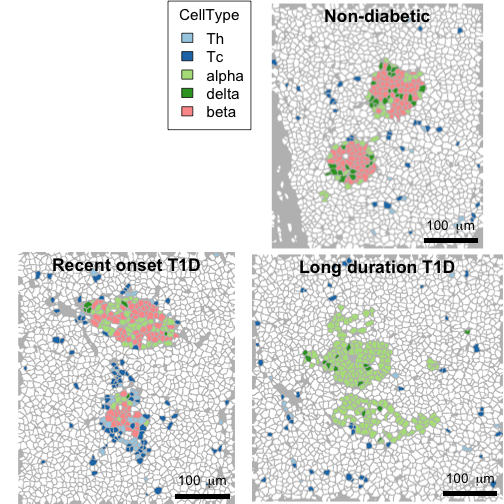 CellType
Th
Tc
alpha
delta
beta
Non-diabetic
100 μm
Recent onset T1D
100 μm
Long duration T1D
100 μm